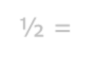 ½ =